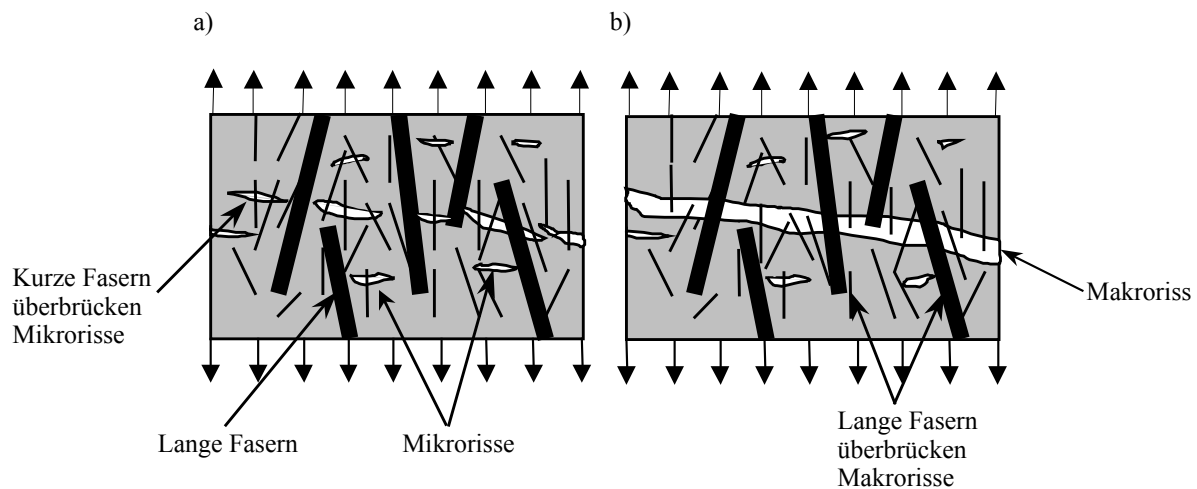 a)
b)
Kurze Fasern
überbrücken
Mikrorisse
Lange Fasern
Mikrorisse
Makroriss
Lange Fasern
überbrücken
Makrorisse